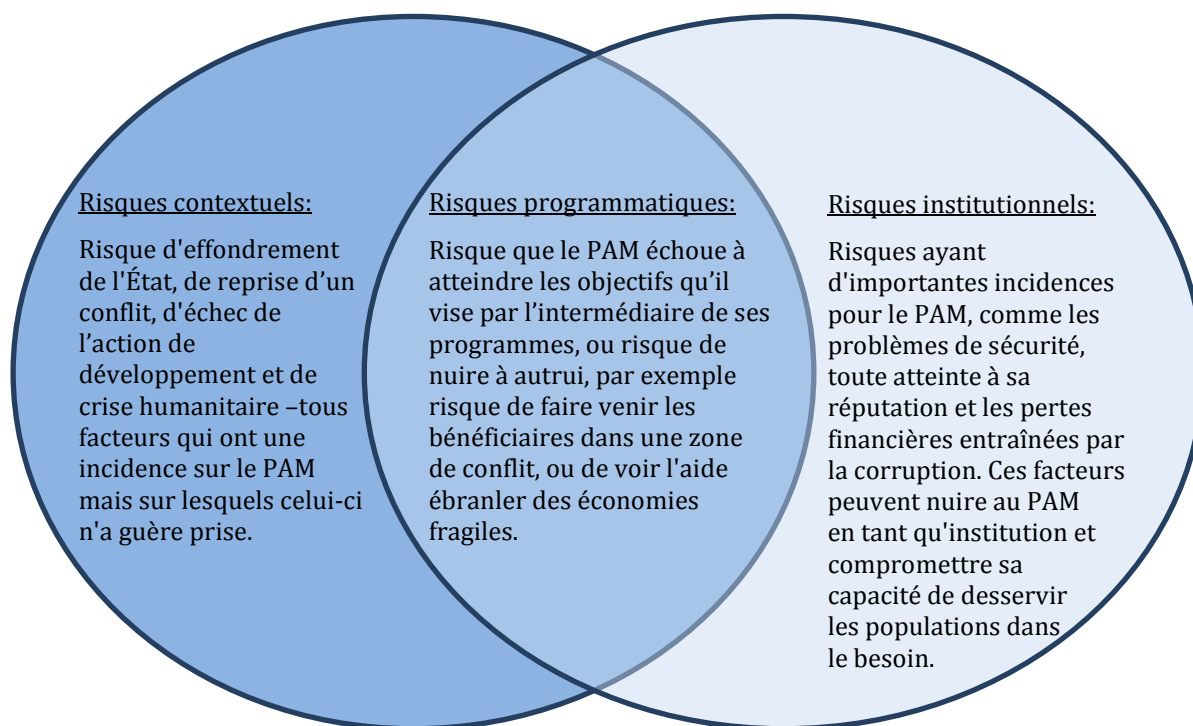 Risques contextuels:
Risque d'effondrement
de l'État, de reprise d’un
conflit, d'échec de
l’action de
développement et de
crise humanitaire –tous
facteurs qui ont une
incidence sur le PAM
mais sur lesquels celui-ci
n'a guère prise.
Risques programmatiques:
Risque que le PAM échoue à
atteindre les objectifs qu’il
vise par l’intermédiaire de ses
programmes, ou risque de
nuire à autrui, par exemple
risque de faire venir les
bénéficiaires dans une zone
de conflit, ou de voir l'aide
ébranler des économies
fragiles.
Risques institutionnels:
Risques ayant
d'importantes incidences
pour le PAM, comme les
problèmes de sécurité,
toute atteinte à sa
réputation et les pertes
financières entraînées par
la corruption. Ces facteurs
peuvent nuire au PAM
en tant qu'institution et
compromettre sa
capacité de desservir
les populations dans
le besoin.